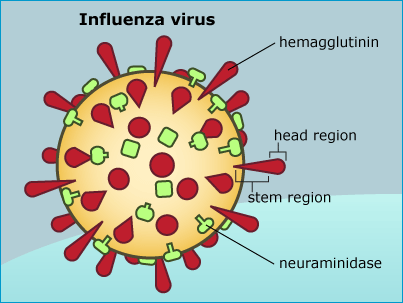 Influenza virus
hemagglutinin
head region
stem region
neuraminidase